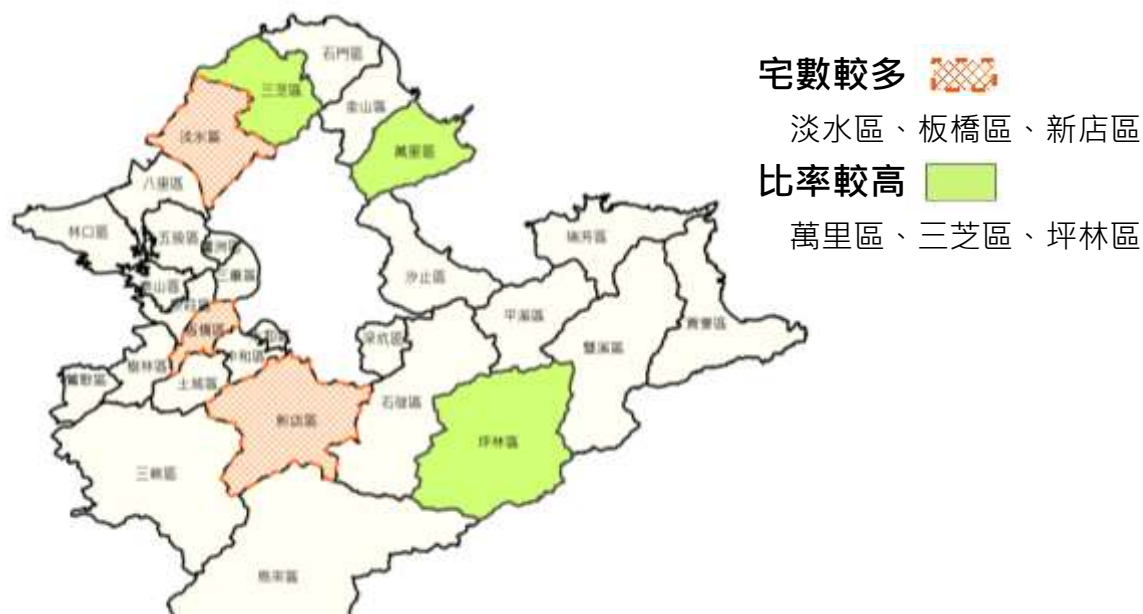 宅數較多
淡水區、板橋區、新店區
比率較高
萬里區、三芝區、坪林區
石門區
三芝區
金山區
淡水區
萬里區
八里區
林口區
五股區
蘆洲區
三重區
泰山區
板橋區
中和區
樹林區
土城區
鶯歌區
新店區
三峽區
烏來區
汐止區
深坑區
石碇區
平溪區
瑞芳區
雙溪區
貢寮區
坪林區